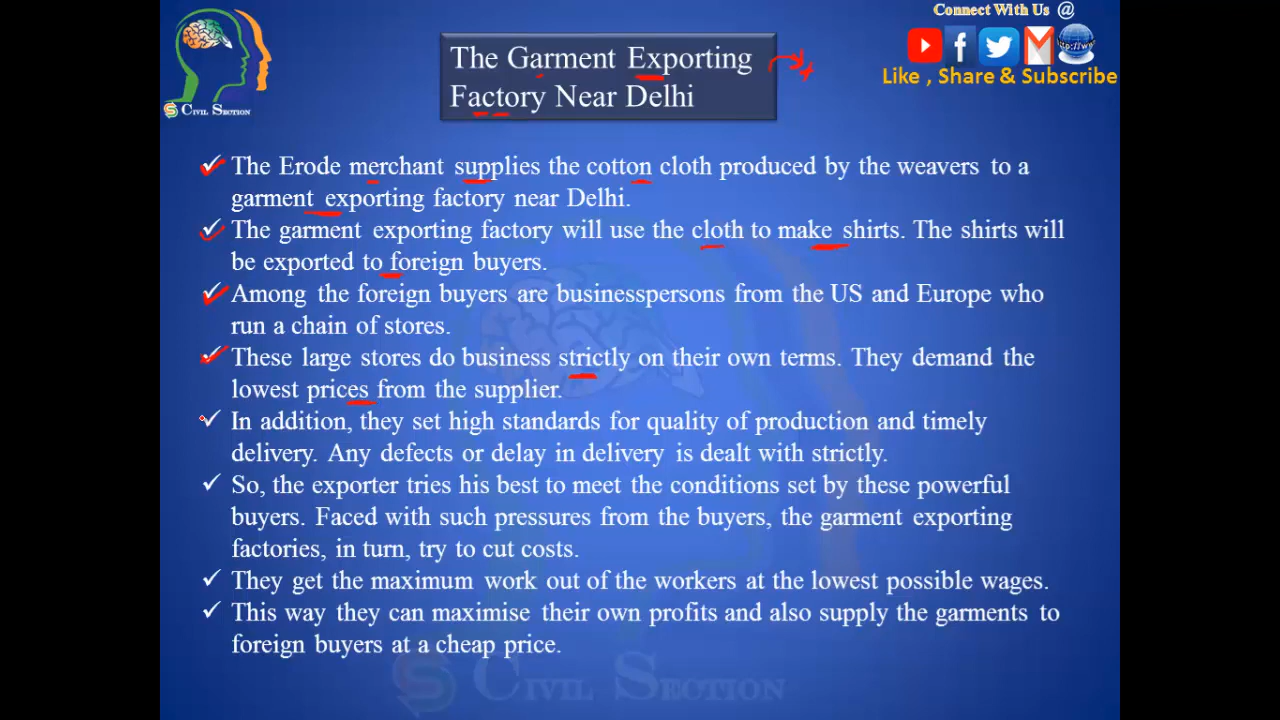 Connect With Us @
http://ww
Like , Share & Subscribe
CIVIL SECTION
The Garment Exporting
Factory Near Delhi
✓ The Erode merchant supplies the cotton cloth produced by the weavers to a
garment exporting factory near Delhi.
✓ The garment exporting factory will use the cloth to make shirts. The shirts will
be exported to foreign buyers.
✓ Among the foreign buyers are businesspersons from the US and Europe who
run a chain of stores.
✓ These large stores do business strictly on their own terms. They demand the
lowest prices from the supplier.
✓ In addition, they set high standards for quality of production and timely
delivery. Any defects or delay in delivery is dealt with strictly.
✓ So, the exporter tries his best to meet the conditions set by these powerful
buyers. Faced with such pressures from the buyers, the garment exporting
factories, in turn, try to cut costs.
✓ They get the maximum work out of the workers at the lowest possible wages.
✓ This way they can maximise their own profits and also supply the garments to
foreign buyers at a cheap price.
CIVIL SECTION